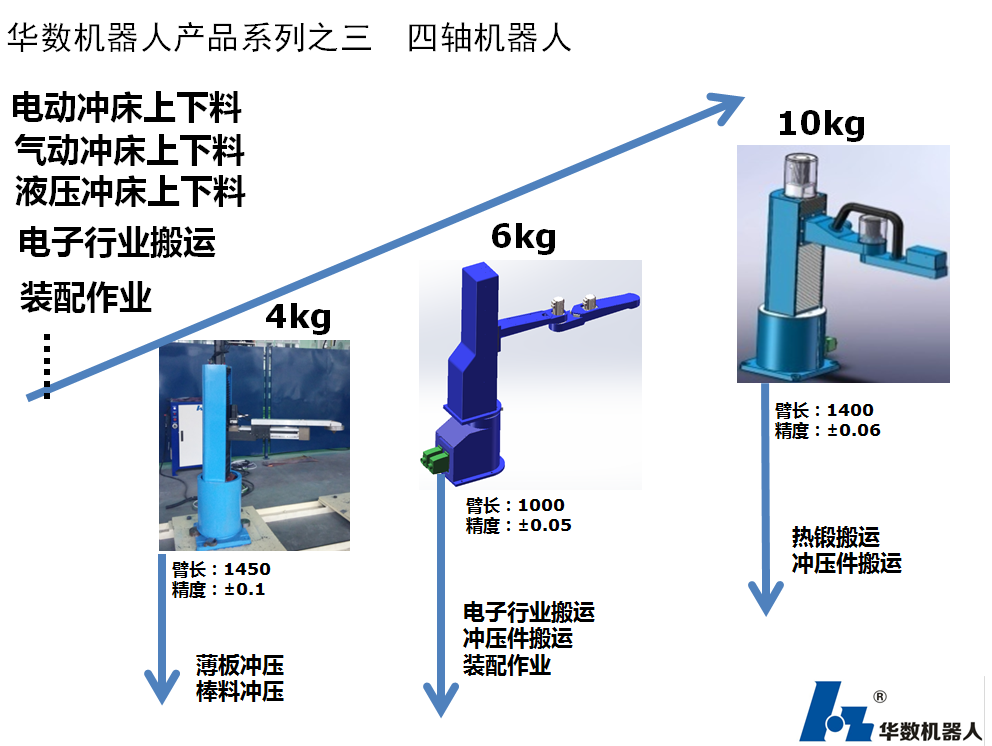 华数机器人产品系列之三 四轴机器人
电动冲床上下料
气动冲床上下料
液压冲床上下料
电子行业搬运
装配作业
4kg
臂长：1450
精度：±0.1
薄板冲压
棒料冲压
6kg
臂长：1000
精度：±0.05
电子行业搬运
冲压件搬运
装配作业
10kg
臂长：1400
精度：±0.06
热锻搬运
冲压件搬运
®
华数机器人